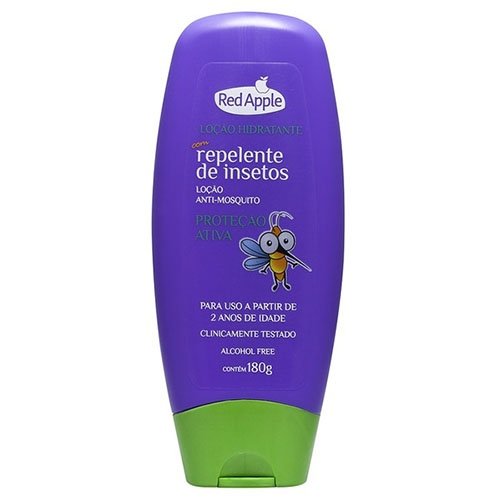 Red Apple
LOÇÃO HIDRATANTE
com
repelente
de insetos
LOÇÃO
ANTI-MOSQUITO
PROTEÇÃO
ATIVA
PARA USO A PARTIR DE
2 ANOS DE IDADE
CLINICAMENTE TESTADO
ALCOHOL FREE
CONTÉM 180g